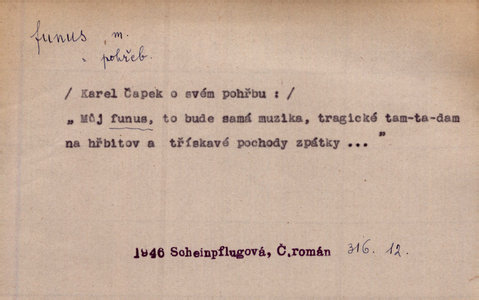 funus, m.
pohřeb.
/ Karel Čapek o svém pohřbu : /
„ Můj funus, to bude samá muzika, tragické tam-ta-dam
na hřbitov a třískavé pochody zpátky ... "
1946 Scheinpflugová, Č.román 316. 12.